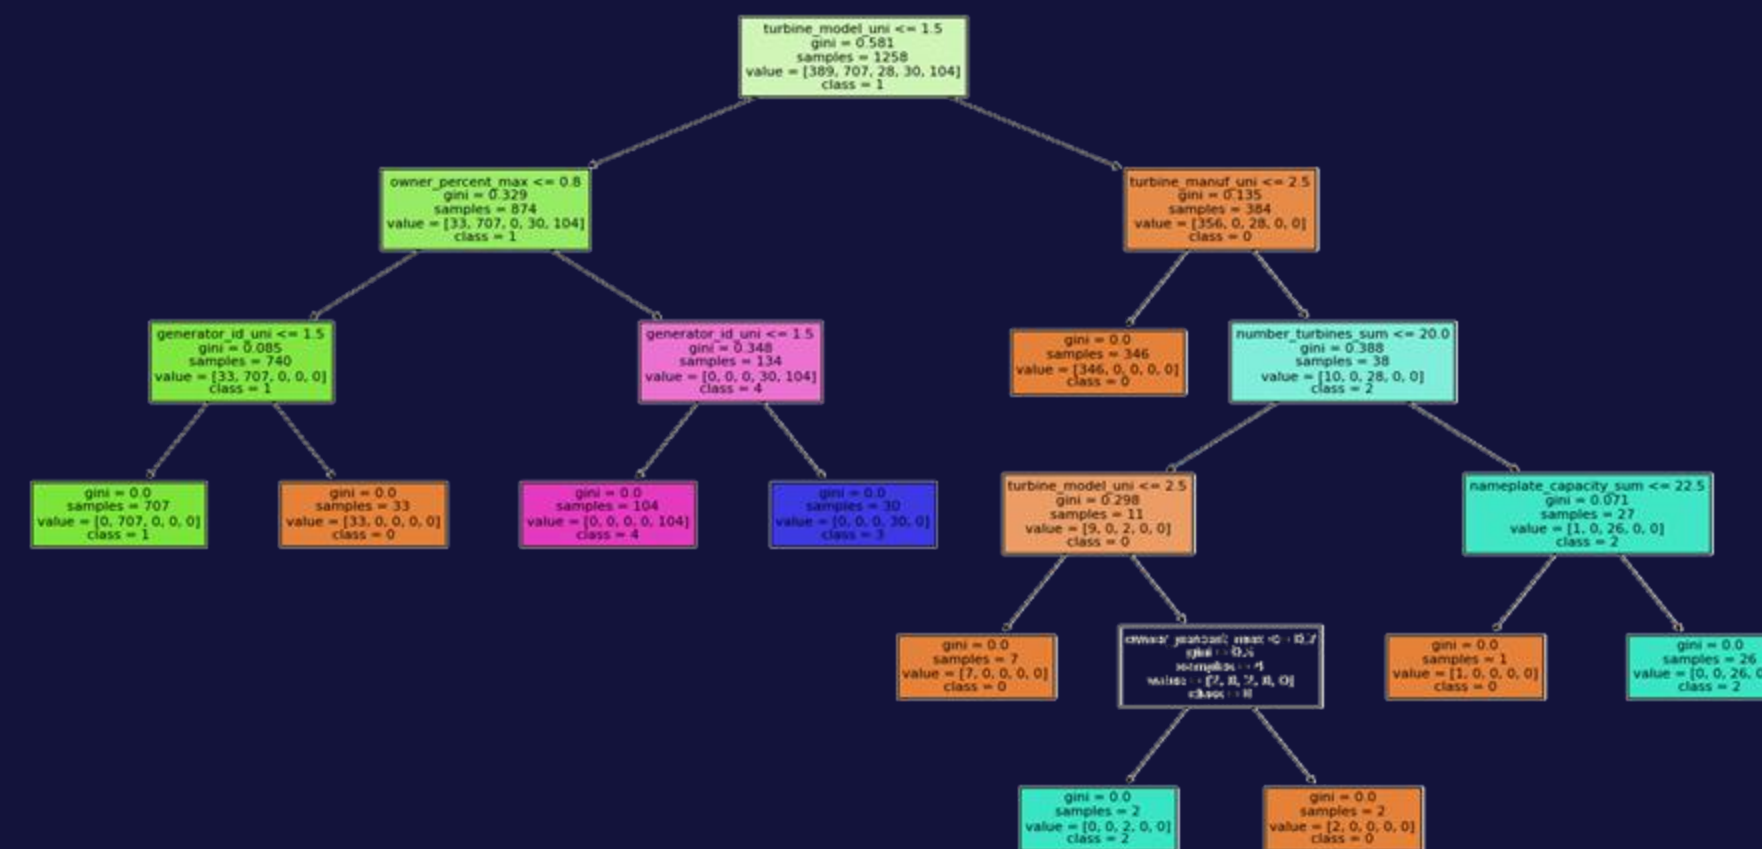 turbine_model_uni <= 1.5
gini = 0.581
samples = 1258
value = [389, 707, 28, 30, 104]
class = 1
owner_percent_max <= 0.8
gini = 0.329
samples = 874
value = [33, 707, 0, 30, 104]
class = 1
turbine_manuf_uni <= 2.5
gini = 0.135
samples = 384
value = [356, 0, 28, 0, 0]
class = 0
generator_id_uni <= 1.5
gini = 0.085
samples = 740
value = [33, 707, 0, 0, 0]
class = 1
generator_id_uni <= 1.5
gini = 0.348
samples = 134
value = [0, 0, 0, 30, 104]
class = 4
gini = 0.0
samples = 346
value = [346, 0, 0, 0, 0]
class = 0
number_turbines_sum <= 20.0
gini = 0.388
samples = 38
value = [10, 0, 28, 0, 0]
class = 2
gini = 0.0
samples = 707
value = [0, 707, 0, 0, 0]
class = 1
gini = 0.0
samples = 33
value = [33, 0, 0, 0, 0]
class = 0
gini = 0.0
samples = 104
value = [0, 0, 0, 0, 104]
class = 4
gini = 0.0
samples = 30
value = [0, 0, 0, 30, 0]
class = 3
turbine_model_uni <= 2.5
gini = 0.298
samples = 11
value = [9, 0, 2, 0, 0]
class = 0
nameplate_capacity_sum <= 22.5
gini = 0.071
samples = 27
value = [1, 0, 26, 0, 0]
class = 2
gini = 0.0
samples = 7
value = [7, 0, 0, 0, 0]
class = 0
gini = 0.0
samples = 1
value = [1, 0, 0, 0, 0]
class = 0
gini = 0.0
samples = 26
value = [0, 0, 26, 0
class = 2
gini = 0.0
samples = 2
value = [0, 0, 2, 0, 0]
class = 2
gini = 0.0
samples = 2
value = [2, 0, 0, 0, 0]
class = 0